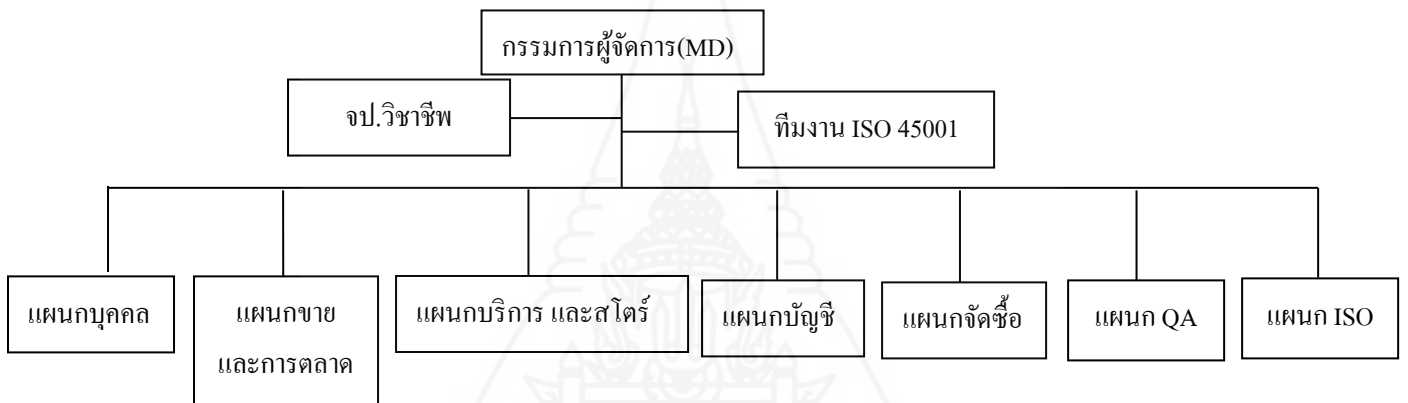 กรรมการผู้จัดการ(MD)
จป.วิชาชีพ
ทีมงาน ISO 45001
แผนกบุคคล
แผนกขาย
และการตลาด
แผนกบริการ และสโตร์
แผนกบัญชี
แผนกจัดซื้อ
แผนก QA
แผนก ISO